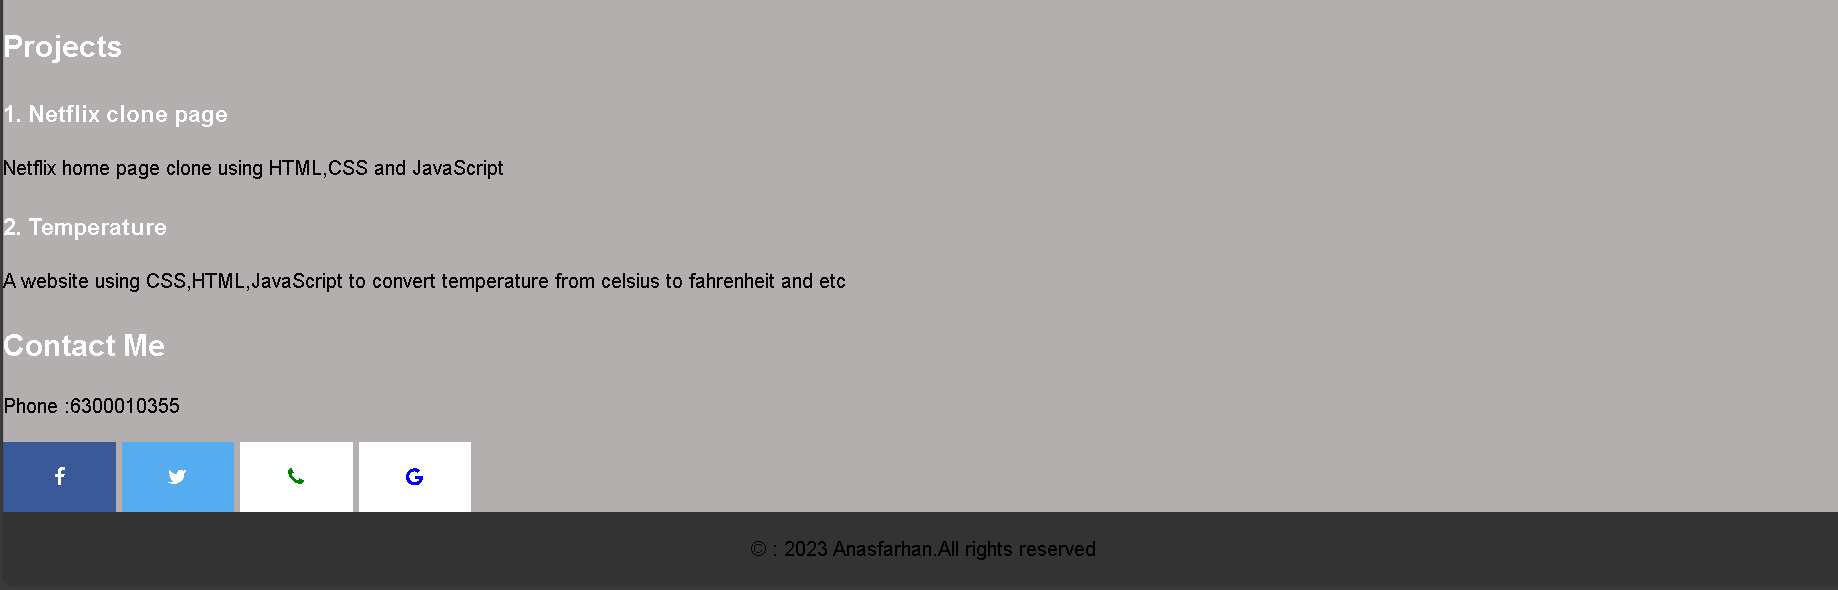 Projects
1. Netflix clone page
Netflix home page clone using HTML,CSS and JavaScript
2. Temperature
A website using CSS,HTML,JavaScript to convert temperature from celsius to fahrenheit and etc
Contact Me
Phone :6300010355
© : 2023 Anasfarhan.All rights reserved